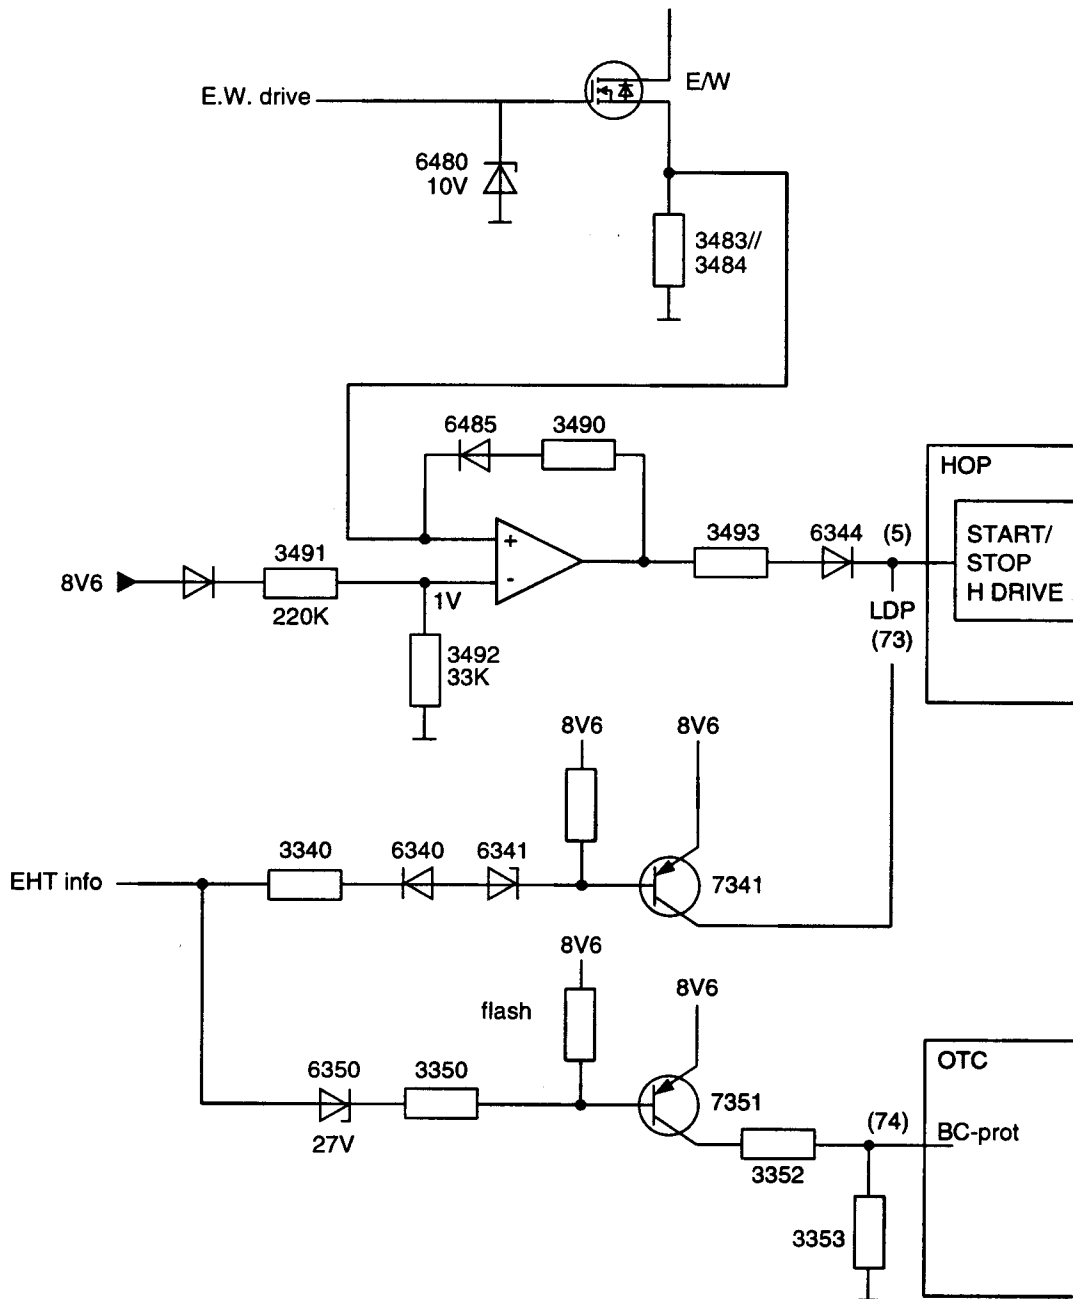 E/W
E.W. drive
6480
10V
3483//
3484
6485
3490
HOP
3493
6344
(5)
START/
STOP
H DRIVE
3491
8V6
220K
+
-
1V
LDP
(73)
3492
33K
8V6
8V6
3340
6340
6341
EHT info
7341
8V6
8V6
flash
6350
3350
7351
OTC
(74)
BC-prot
27V
3352
3353